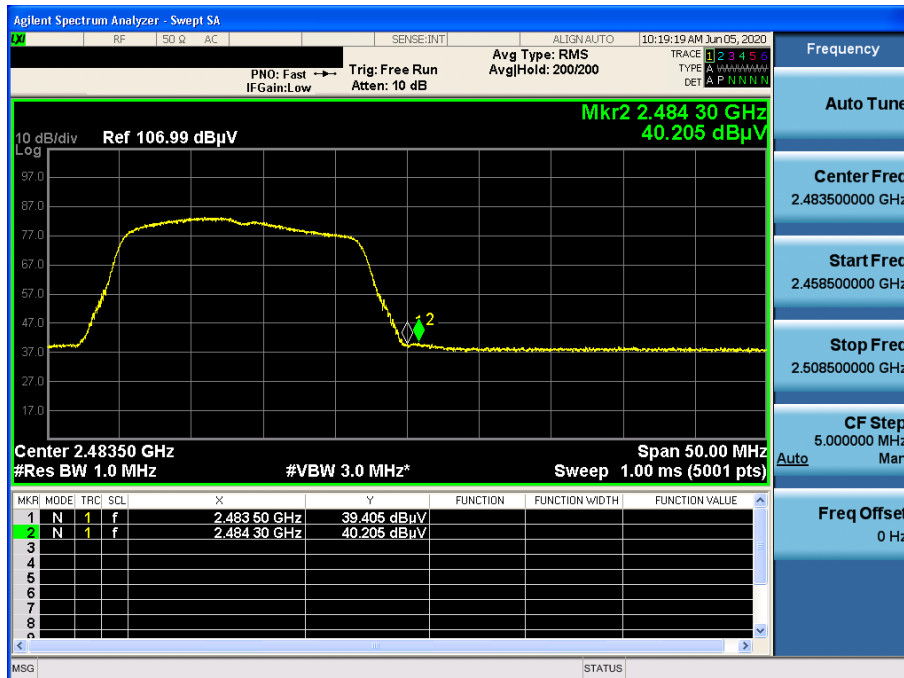 Agilent Spectrum Analyzer - Swept SA
LXI RF 50 Ω AC SENSE:INT ALIGNAUTO 10:19:19 AM Jun 05, 2020
PNO: Fast IFGain:Low
Trig: Free Run Atten: 10 dB
Avg Type: RMS Avg|Hold: 200/200
TRACE 1 2 3 4 5 6
TYPE A WWWWW
DET A P N N N N
Mkr2 2.484 30 GHz
40.205 dBµV
10 dB/div Ref 106.99 dBµV
Log
97.0
87.0
77.0
67.0
57.0
47.0
37.0
27.0
17.0
2
Center 2.48350 GHz Span 50.00 MHz
#Res BW 1.0 MHz #VBW 3.0 MHz* Sweep 1.00 ms (5001 pts)
MKR MODE TRC SCL X Y FUNCTION FUNCTION WIDTH FUNCTION VALUE
1 N 1 f 2.483 50 GHz 39.405 dBµV
2 N 1 f 2.484 30 GHz 40.205 dBµV
3
4
5
6
7
8
9
MSG STATUS
Frequency
Auto Tune
Center Freq
2.483500000 GHz
Start Freq
2.458500000 GHz
Stop Freq
2.508500000 GHz
CF Step
5.000000 MHz
Auto Man
Freq Offset
0 Hz